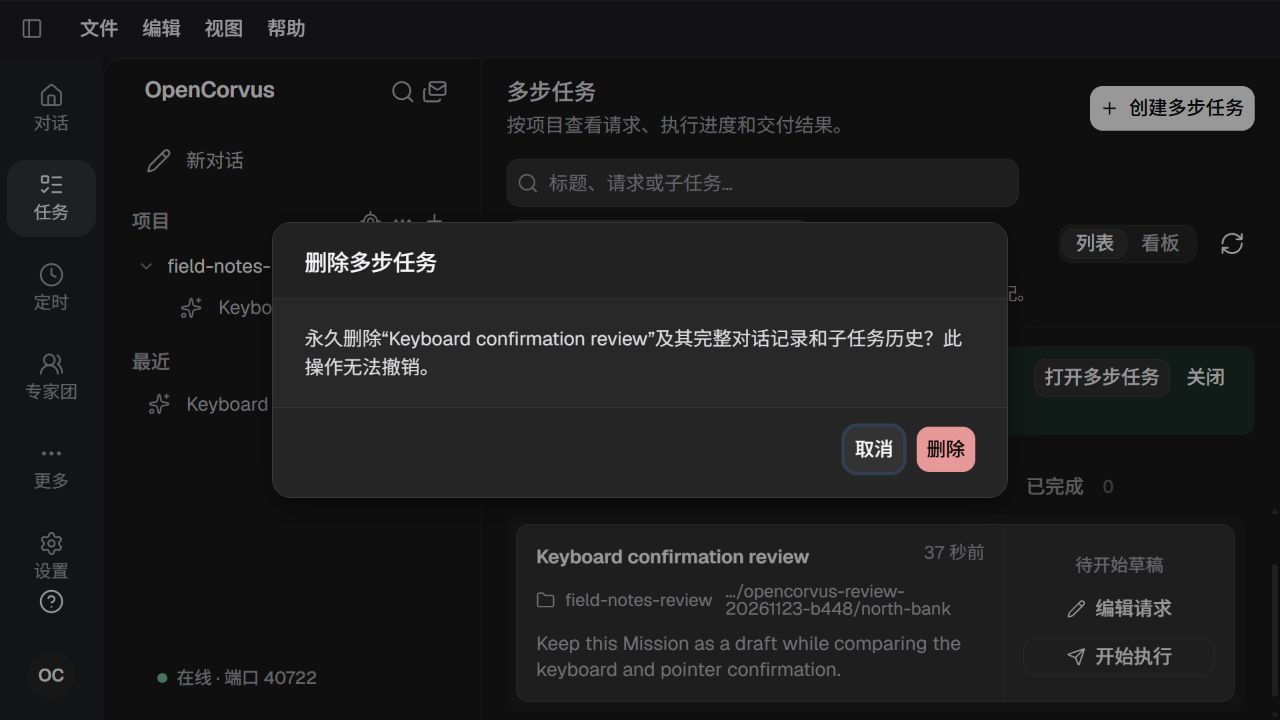 文件 编辑 视图 帮助
对话
任务
定时
专家团
更多
设置
OC
OpenCorvus
新对话
项目
field-notes-
Keybo
最近
Keyboard
在线 · 端口 40722
多步任务
按项目查看请求、执行进度和交付结果。
+ 创建多步任务
标题、请求或子任务...
列表 看板
记。
打开多步任务 关闭
已完成 0
删除多步任务
永久删除“Keyboard confirmation review”及其完整对话记录和子任务历史？此
操作无法撤销。
取消 删除
Keyboard confirmation review 37 秒前
field-notes-review
.../opencorvus-review-
20261123-b448/north-bank
Keep this Mission as a draft while comparing the
keyboard and pointer confirmation.
待开始草稿
编辑请求
开始执行